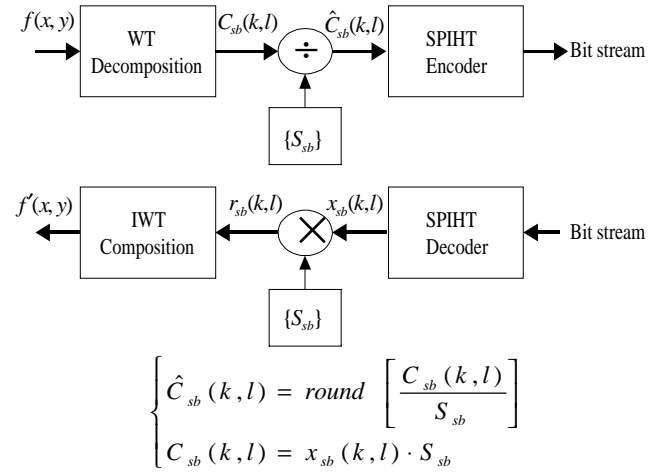 f(x, y) WT Decomposition C_sb(k,l) ÷ Ĉ_sb(k,l) SPIHT Encoder Bit stream
{S_sb}
f'(x, y) IWT Composition r_sb(k,l) × x_sb(k,l) SPIHT Decoder Bit stream
{S_sb}
Ĉ_sb (k, l) = round [ C_sb (k, l) / S_sb ]
C_sb (k, l) = x_sb (k, l) · S_sb